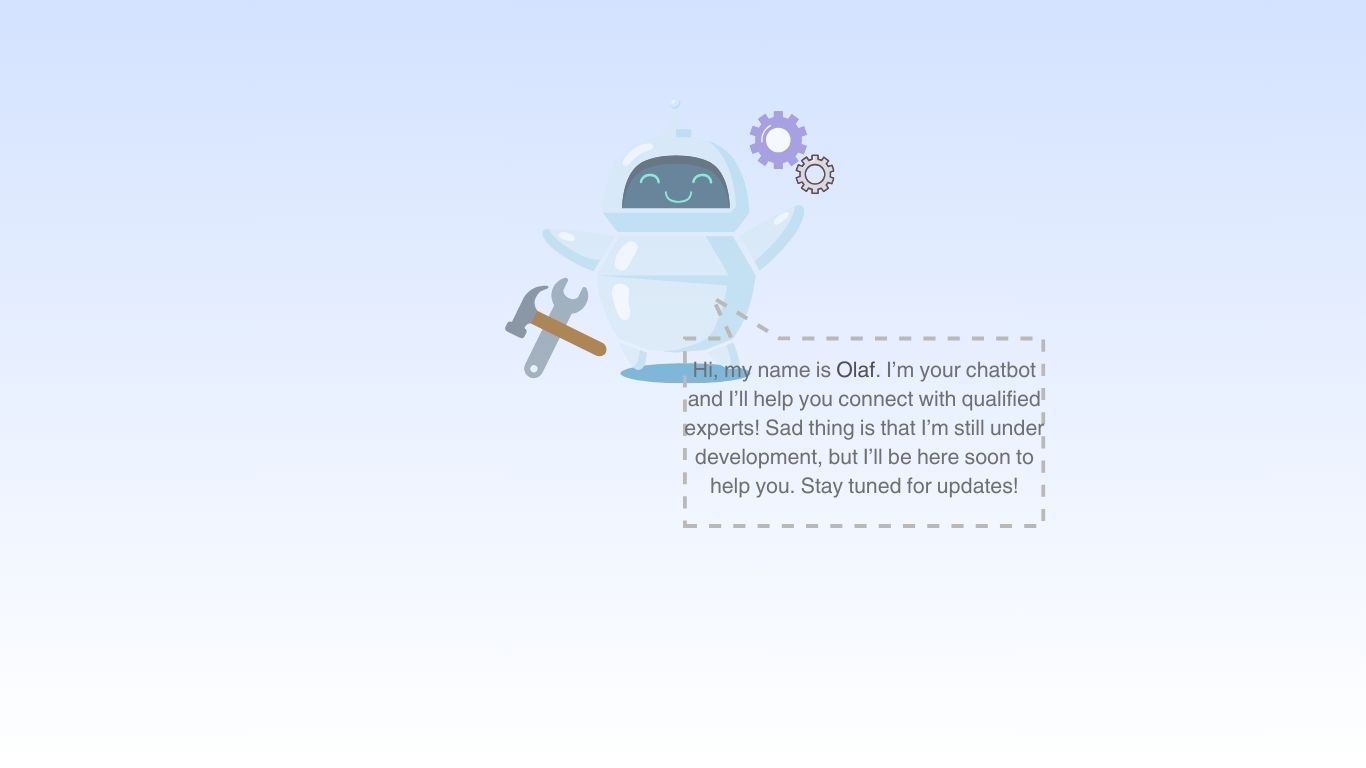 Hi, my name is Olaf. I’m your chatbot
and I’ll help you connect with qualified
experts! Sad thing is that I’m still under
development, but I’ll be here soon to
help you. Stay tuned for updates!